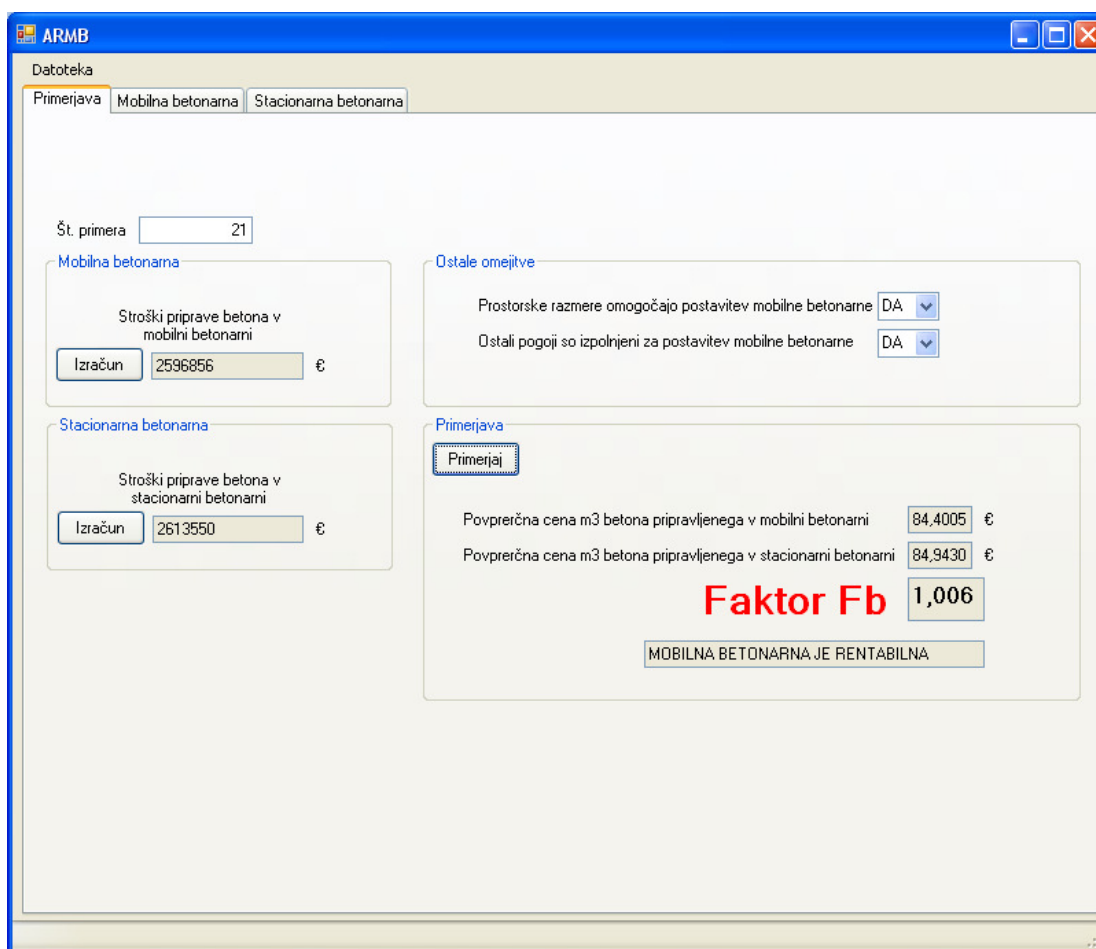 ARMB
Datoteka
Primerjava Mobilna betonarna Stacionarna betonarna
Št. primera 21
Mobilna betonarna
Stroški priprave betona v
mobilni betonarni
Izračun 2596856 €
Ostale omejitve
Prostorske razmere omogočajo postavitev mobilne betonarne DA
Ostali pogoji so izpolnjeni za postavitev mobilne betonarne DA
Stacionarna betonarna
Stroški priprave betona v
stacionarni betonarni
Izračun 2613550 €
Primerjava
Primerjaj
Povprerčna cena m3 betona pripravljenega v mobilni betonarni 84,4005 €
Povprerčna cena m3 betona pripravljenega v stacionarni betonarni 84,9430 €
Faktor Fb 1,006
MOBILNA BETONARNA JE RENTABILNA